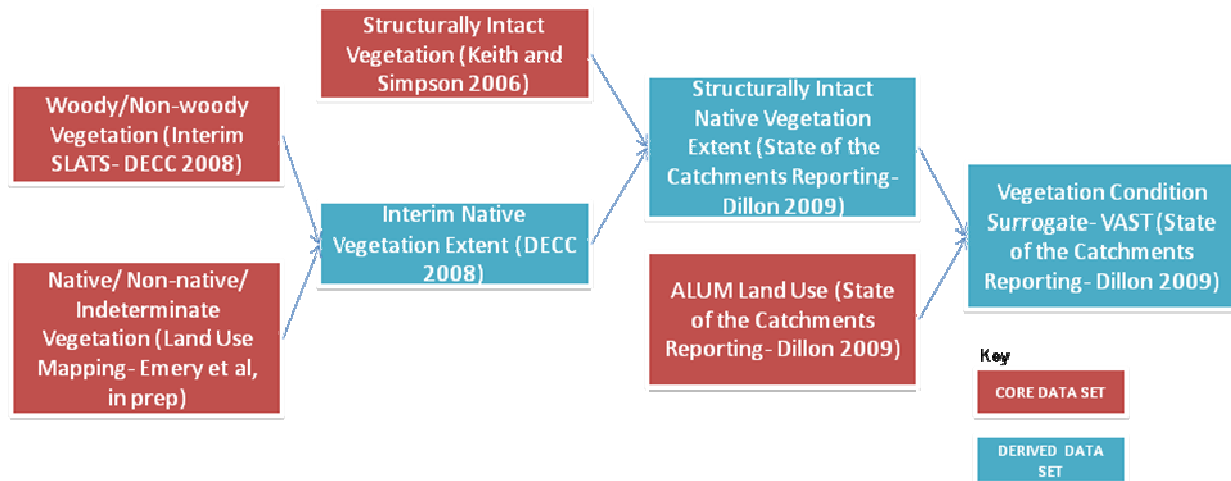 Woody/Non-woody
Vegetation (Interim
SLATS- DECC 2008)
Native/ Non-native/
Indeterminate
Vegetation (Land Use
Mapping- Emery et al,
in prep)
Structurally Intact
Vegetation (Keith and
Simpson 2006)
Interim Native
Vegetation Extent (DECC
2008)
Structurally Intact
Native Vegetation
Extent (State of the
Catchments Reporting-
Dillon 2009)
ALUM Land Use (State
of the Catchments
Reporting- Dillon 2009)
Vegetation Condition
Surrogate- VAST (State
of the Catchments
Reporting- Dillon 2009)
Key
CORE DATA SET
DERIVED DATA
SET